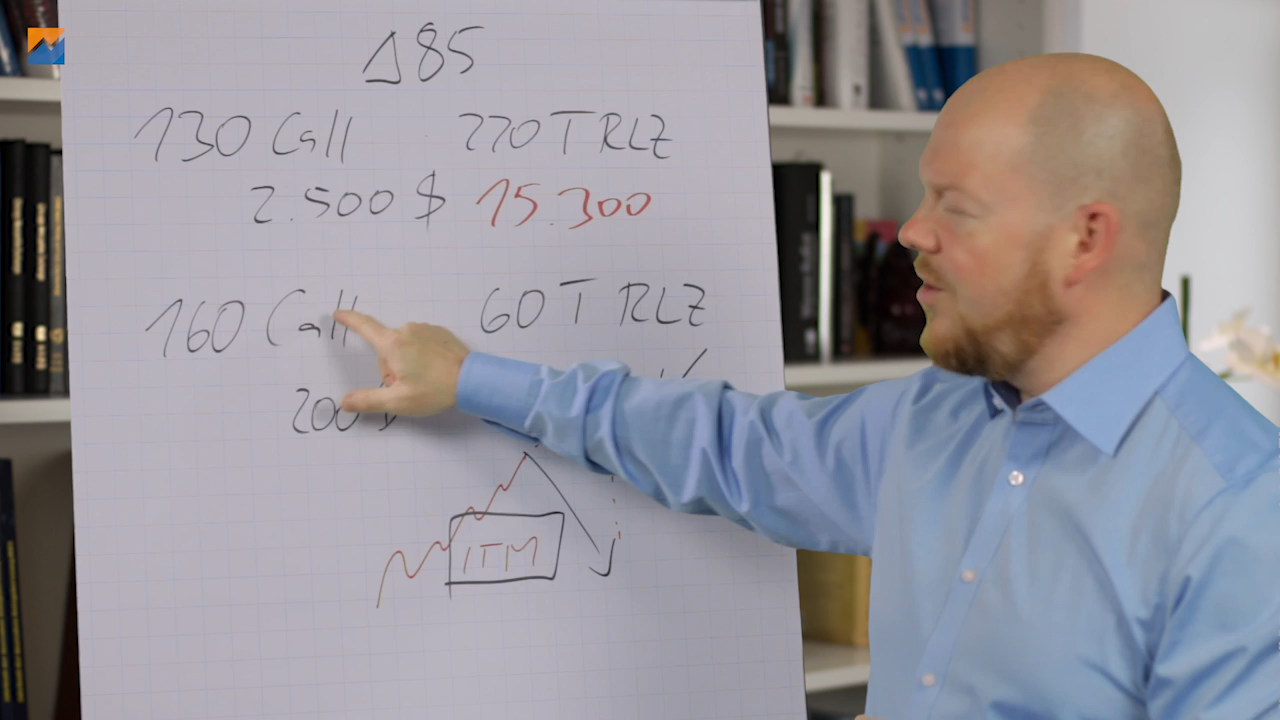 Δ85
130 Call 270 T RLZ
2.500 $ 15.300
160 Call 60 T RLZ
200 $
ITM